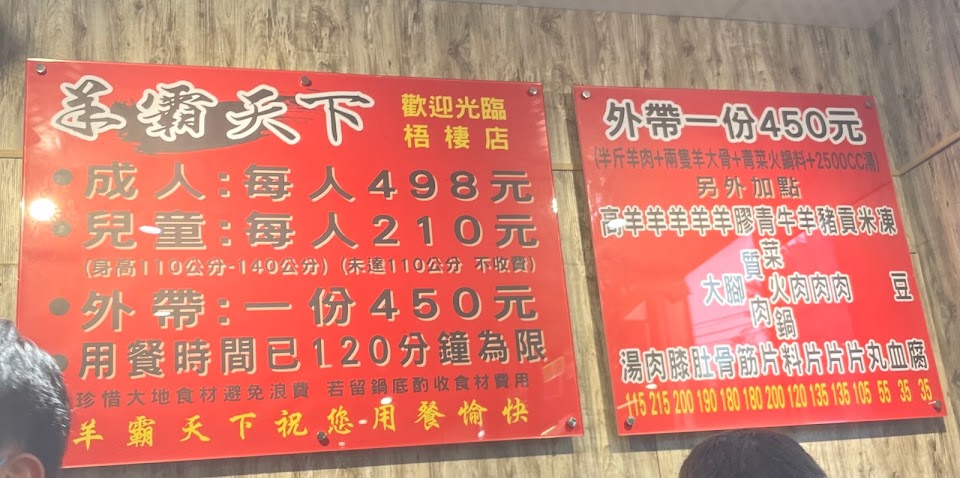 羊霸天下
歡迎光臨
梧棲店
•成人:每人498元
•兒童:每人210元
(身高110公分-140公分) (未達110公分 不收費)
•外帶:一份450元
•用餐時間已120分鐘為限
珍惜大地食材避免浪費 若留鍋底酌收食材費用
羊霸天下祝您用餐愉快
外帶一份450元
(半斤羊肉+兩隻羊大骨+青菜火鍋料+2500CC湯)
另外加點
高湯 115
羊肉 215
羊膝 200
羊肚 190
羊大骨 180
羊腳筋 180
膠質肉片 200
青菜火鍋料 120
牛肉片 135
羊肉片 135
豬肉片 105
貢丸 55
米血 35
凍豆腐 35